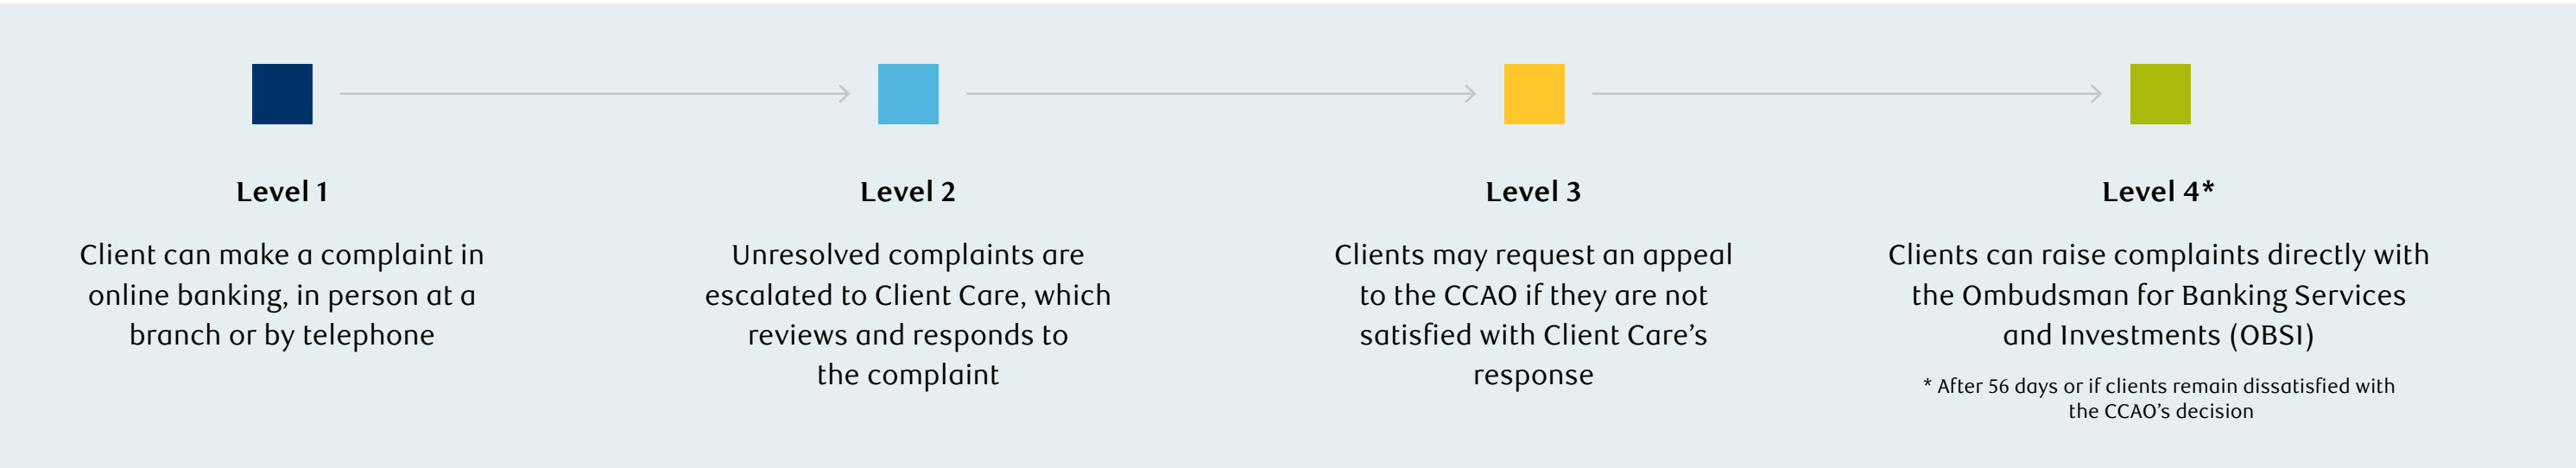 Level 1
Client can make a complaint in
online banking, in person at a
branch or by telephone
Level 2
Unresolved complaints are
escalated to Client Care, which
reviews and responds to
the complaint
Level 3
Clients may request an appeal
to the CCAO if they are not
satisfied with Client Care’s
response
Level 4*
Clients can raise complaints directly with
the Ombudsman for Banking Services
and Investments (OBSI)
* After 56 days or if clients remain dissatisfied with
the CCAO’s decision